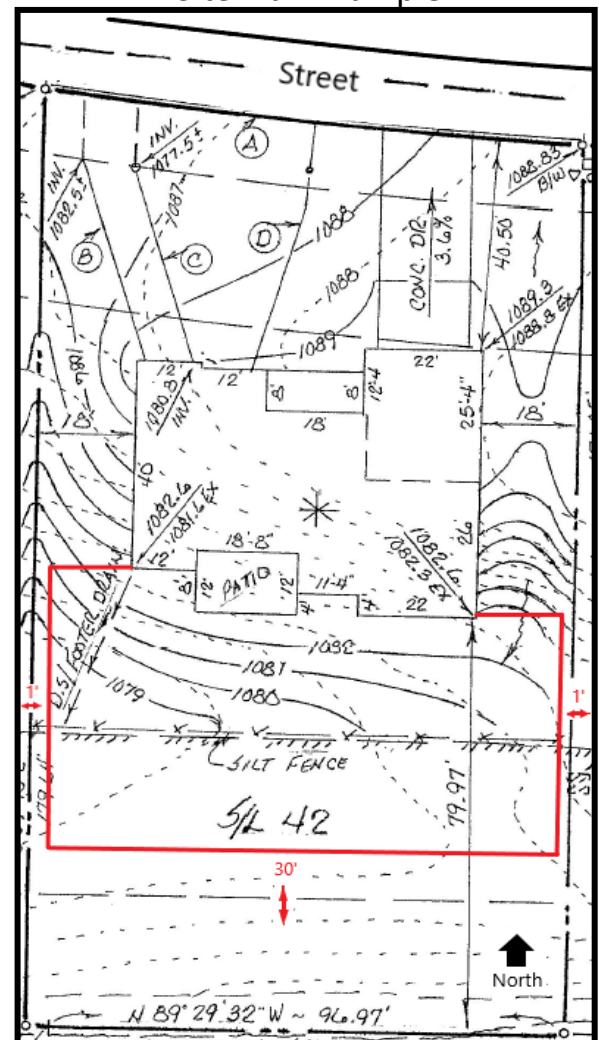 Street
A
INV.
1077.5±
INV.
1082.5±
1087
1088
1088.83
B/W
B
C
D
1088
CONC. DR.
3.6%
40.50
1089.3
1088.8 EX
1089
12'
12'
8'
8'
18'
12'-4
22'
25'-4"
18'
1080.8
INV.
40
1082.6
1081.6 EX
12'
18'-8"
8'
12'
PATIO
12'
11'-4"
4'
4'
22
26
1082.6
1082.3 EX
D.S./FOOTER DRAIN
1082
1081
1080
1079
1'
1'
SILT FENCE
S/L 42
79.97'
30'
North
N 89° 29' 32" W ~ 96.97'